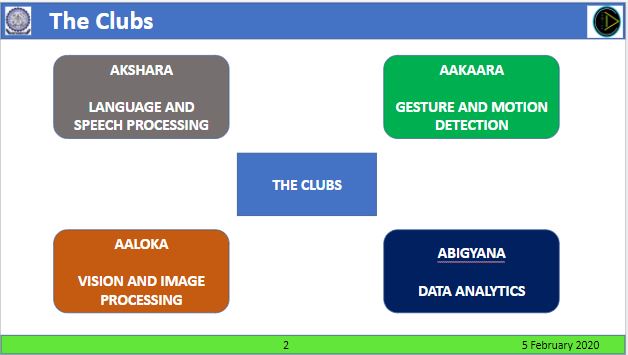 The Clubs
AKSHARA
LANGUAGE AND
SPEECH PROCESSING
AAKAARA
GESTURE AND MOTION
DETECTION
THE CLUBS
AALOKA
VISION AND IMAGE
PROCESSING
ABIGYANA
DATA ANALYTICS
2
5 February 2020